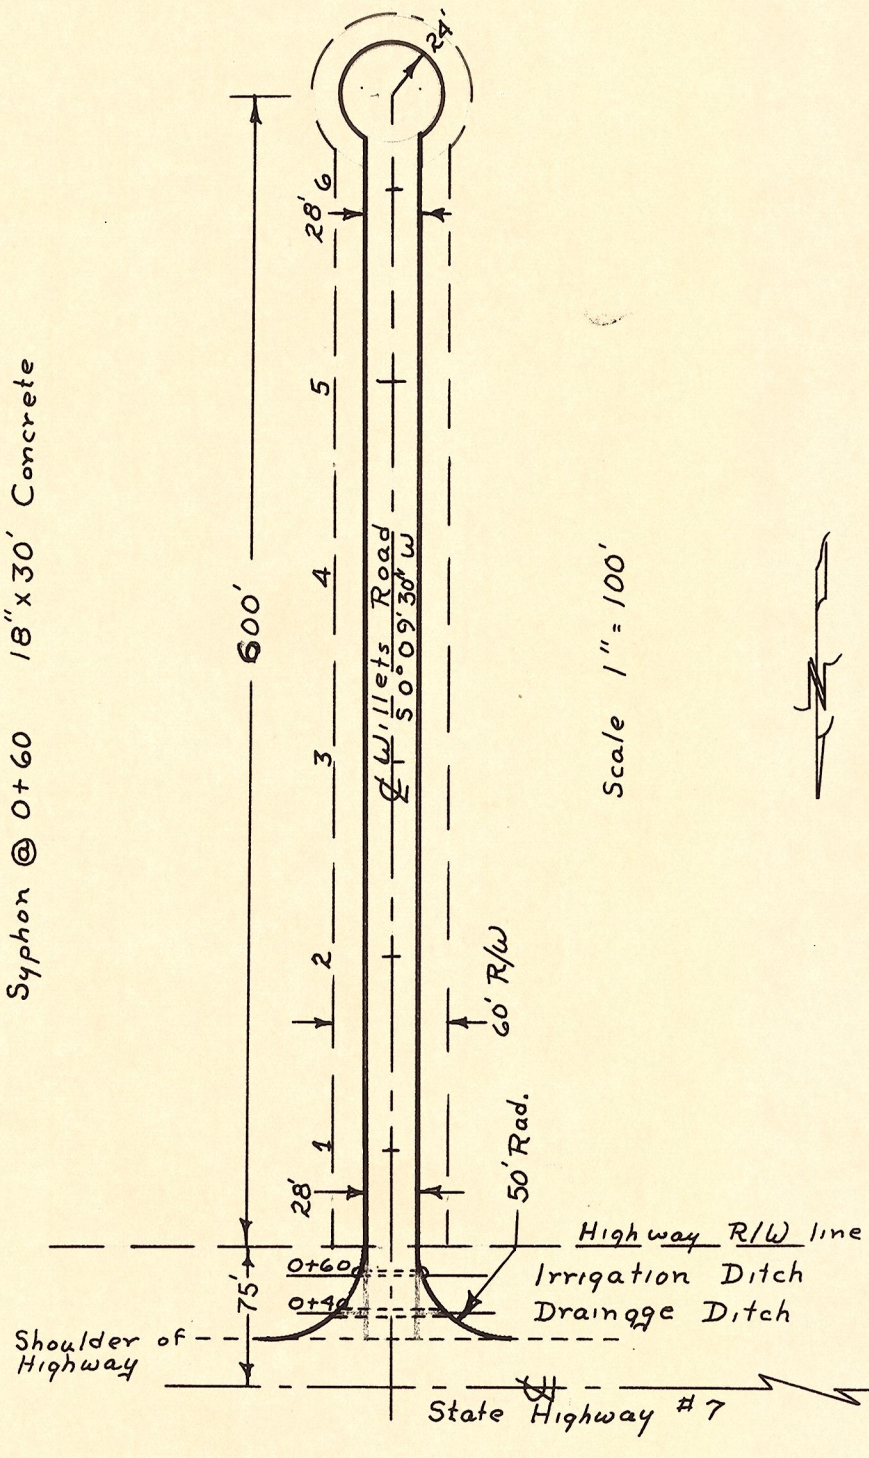 24'
28'
6
5
4
3
2
1
600'
℄ Willets Road
S 0° 09' 30" W
Syphon @ 0+60 18" x 30' Concrete
Scale 1" = 100'
N
60' R/W
28'
50' Rad.
Highway R/W line
0+60
Irrigation Ditch
0+40
Drainage Ditch
75'
Shoulder of
Highway
℄
State Highway #7